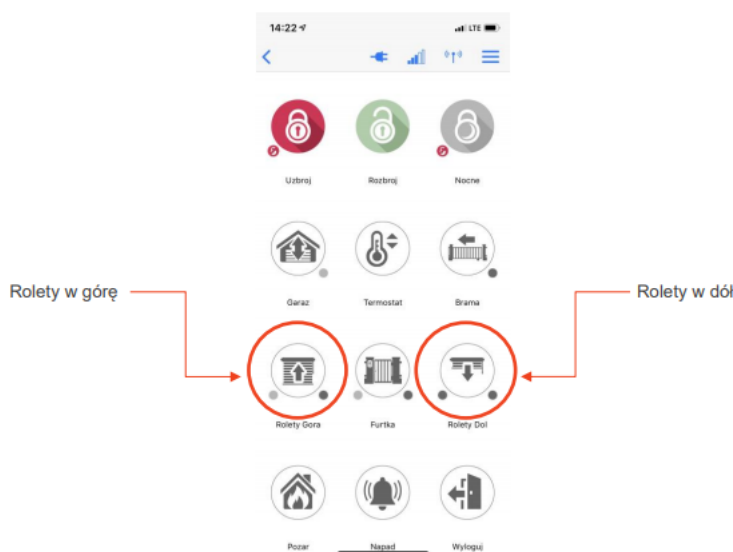 14:22
LTE
Uzbroj
Rozbroj
Nocne
Garaz
Termostat
Brama
Rolety w górę
Rolety w dół
Rolety Gora
Furtka
Rolety Dol
Pozar
Napad
Wyloguj